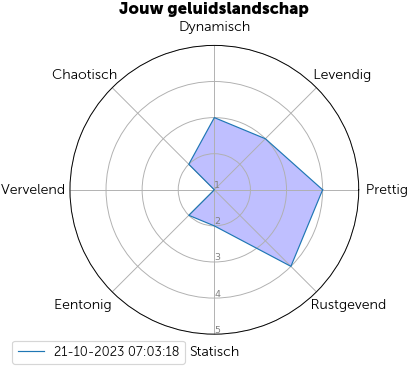 Jouw geluidslandschap
Dynamisch
Chaotisch
Levendig
Vervelend
1
Prettig
2
3
4
Eentonig
Rustgevend
5
21-10-2023 07:03:18
Statisch